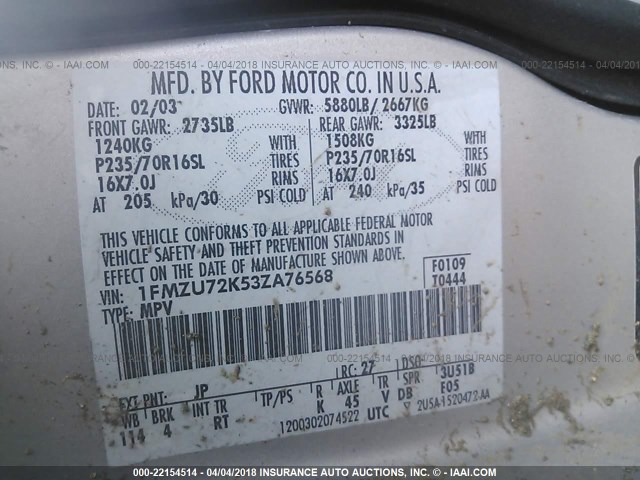 000-22154514 - 04/04/2018 INSURANCE AUTO AUCTIONS - © IAAI.COM
MFD. BY FORD MOTOR CO. IN U.S.A.
DATE: 02/03 GVWR: 5880LB/ 2667KG
FRONT GAWR: 2735LB REAR GAWR: 3325LB
1240KG WITH 1508KG WITH
P235/70R16SL TIRES P235/70R16SL TIRES
16X7.0J RIMS 16X7.0J RIMS
AT 205 kPa/30 PSI COLD AT 240 kPa/35 PSI COLD
THIS VEHICLE CONFORMS TO ALL APPLICABLE FEDERAL MOTOR
VEHICLE SAFETY AND THEFT PREVENTION STANDARDS IN
EFFECT ON THE DATE OF MANUFACTURE SHOWN ABOVE.
VIN: 1FMZU72K53ZA76568 F0109
TYPE: MPV T0444
EXT PNT: JP RC: 27 DSO: 3U51B
WB BRK INT TR TP/PS R AXLE TR SPR E05
114 4 RT K 45 V DB
1200302074522 UTC 2U5A-1520472-AA
000-22154514 - 04/04/2018 INSURANCE AUTO AUCTIONS - © IAAI.COM